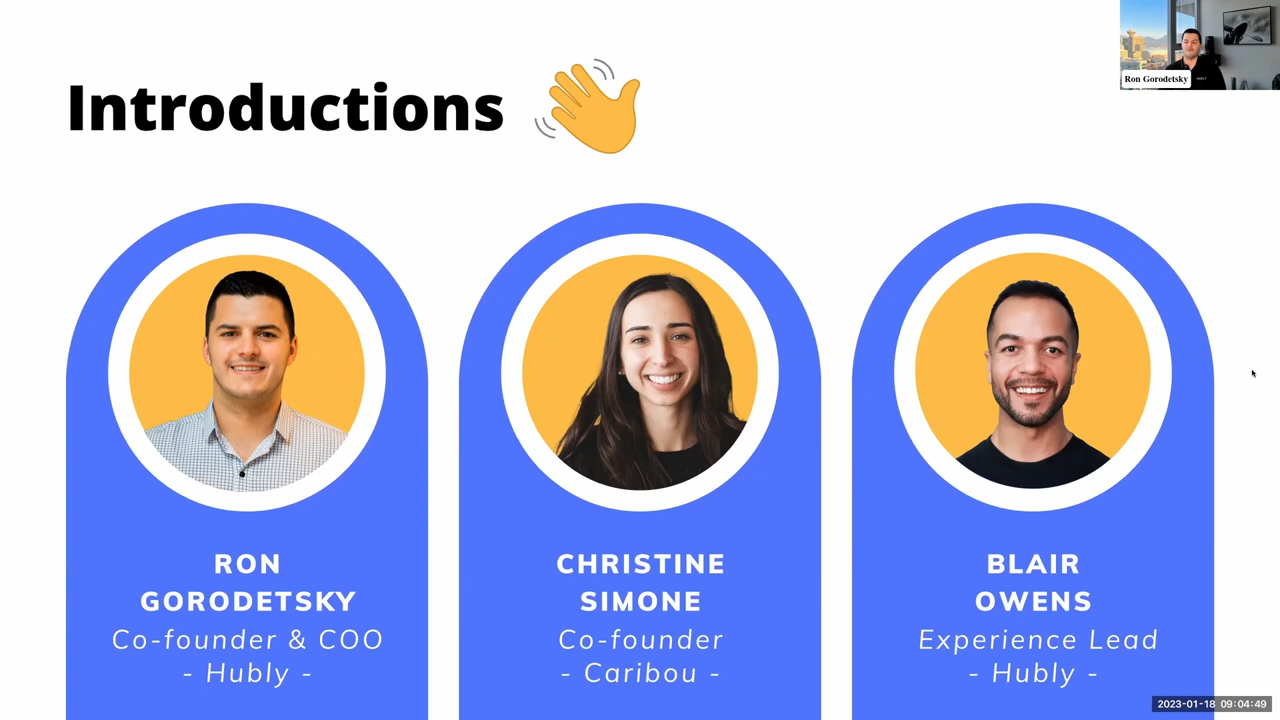 Introductions
Ron Gorodetsky
RON
GORODETSKY
Co-founder & COO
- Hubly -
CHRISTINE
SIMONE
Co-founder
- Caribou -
BLAIR
OWENS
Experience Lead
- Hubly -
2023-01-18 09:04:49